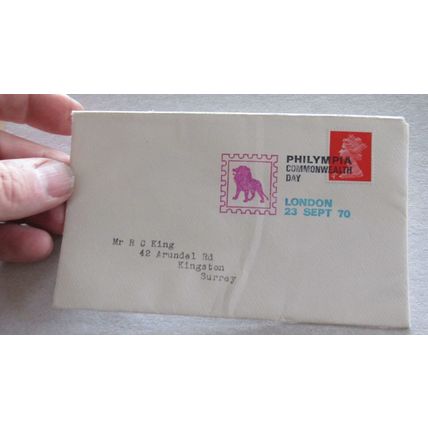 PHILYMPIA
COMMONWEALTH
DAY
LONDON
23 SEPT 70
Mr R C King
42 Arundel Rd
Kingston
Surrey